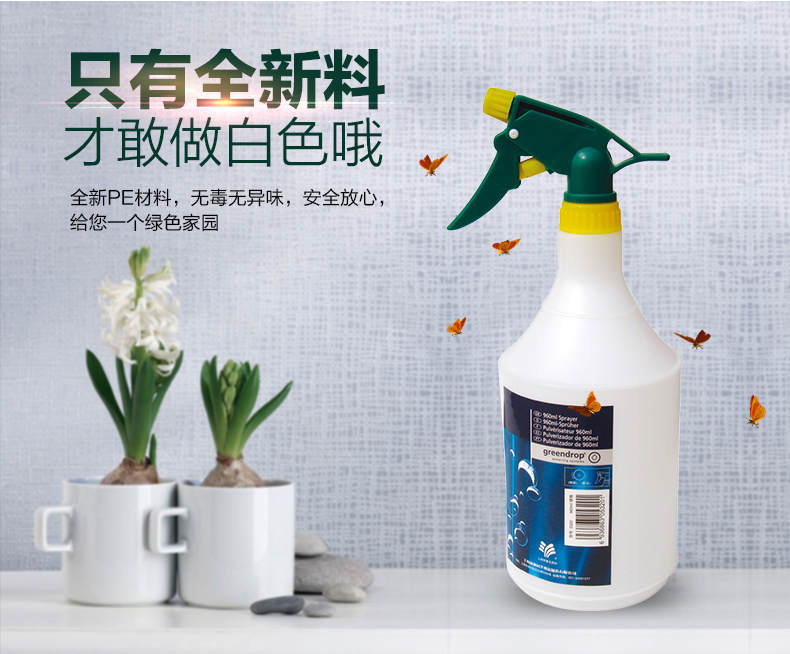 只有全新料
才敢做白色哦
全新PE材料，无毒无异味，安全放心，
给您一个绿色家园
960ml Sprayer
960ml-Sprüher
Pulvérisateur 960ml
Pulverizador de 960ml
Pulverizador de 960ml
greendrop
watering systems